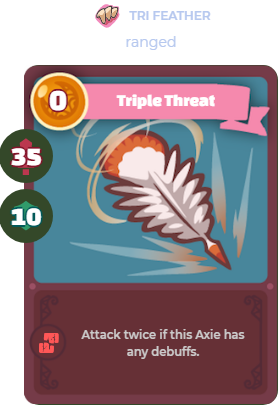 TRI FEATHER
ranged
0
Triple Threat
35
10
Attack twice if this Axie has
any debuffs.